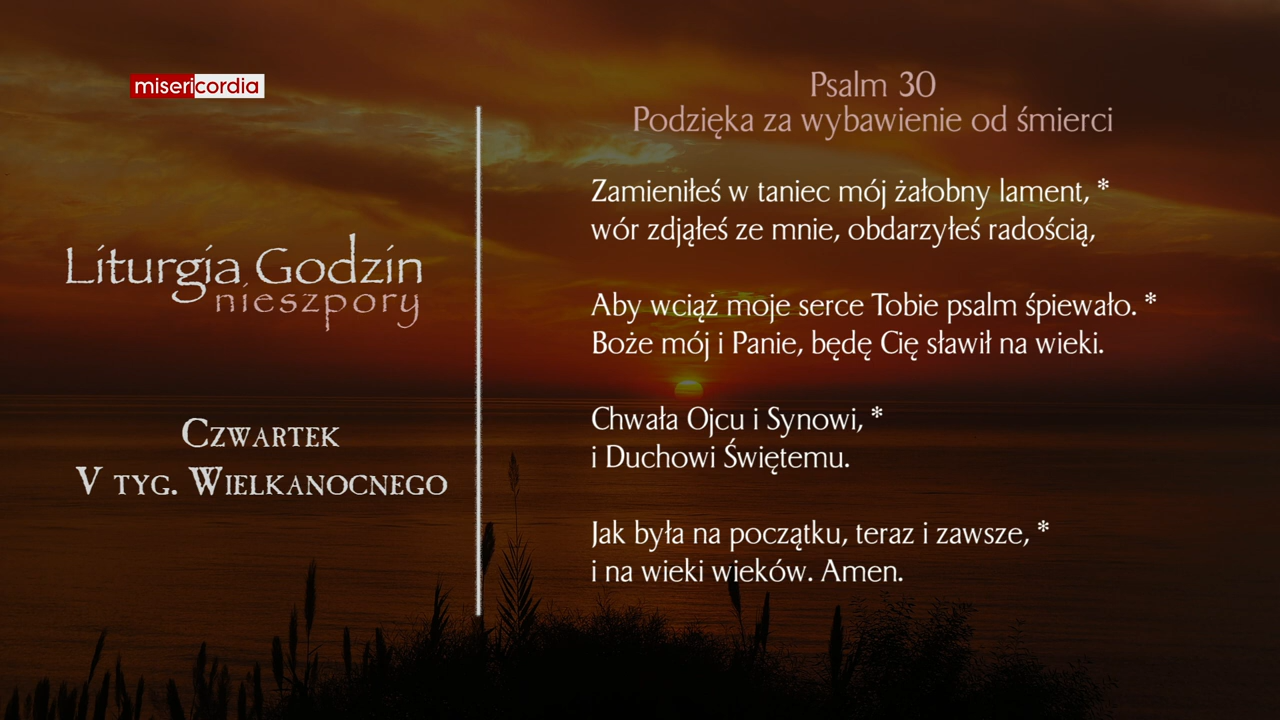 misericordia
Liturgia Godzin
nieszpory
Czwartek
V tyg. Wielkanocnego
Psalm 30
Podzięka za wybawienie od śmierci
Zamieniłeś w taniec mój żałobny lament, *
wór zdjąłeś ze mnie, obdarzyłeś radością,
Aby wciąż moje serce Tobie psalm śpiewało. *
Boże mój i Panie, będę Cię sławił na wieki.
Chwała Ojcu i Synowi, *
i Duchowi Świętemu.
Jak była na początku, teraz i zawsze, *
i na wieki wieków. Amen.